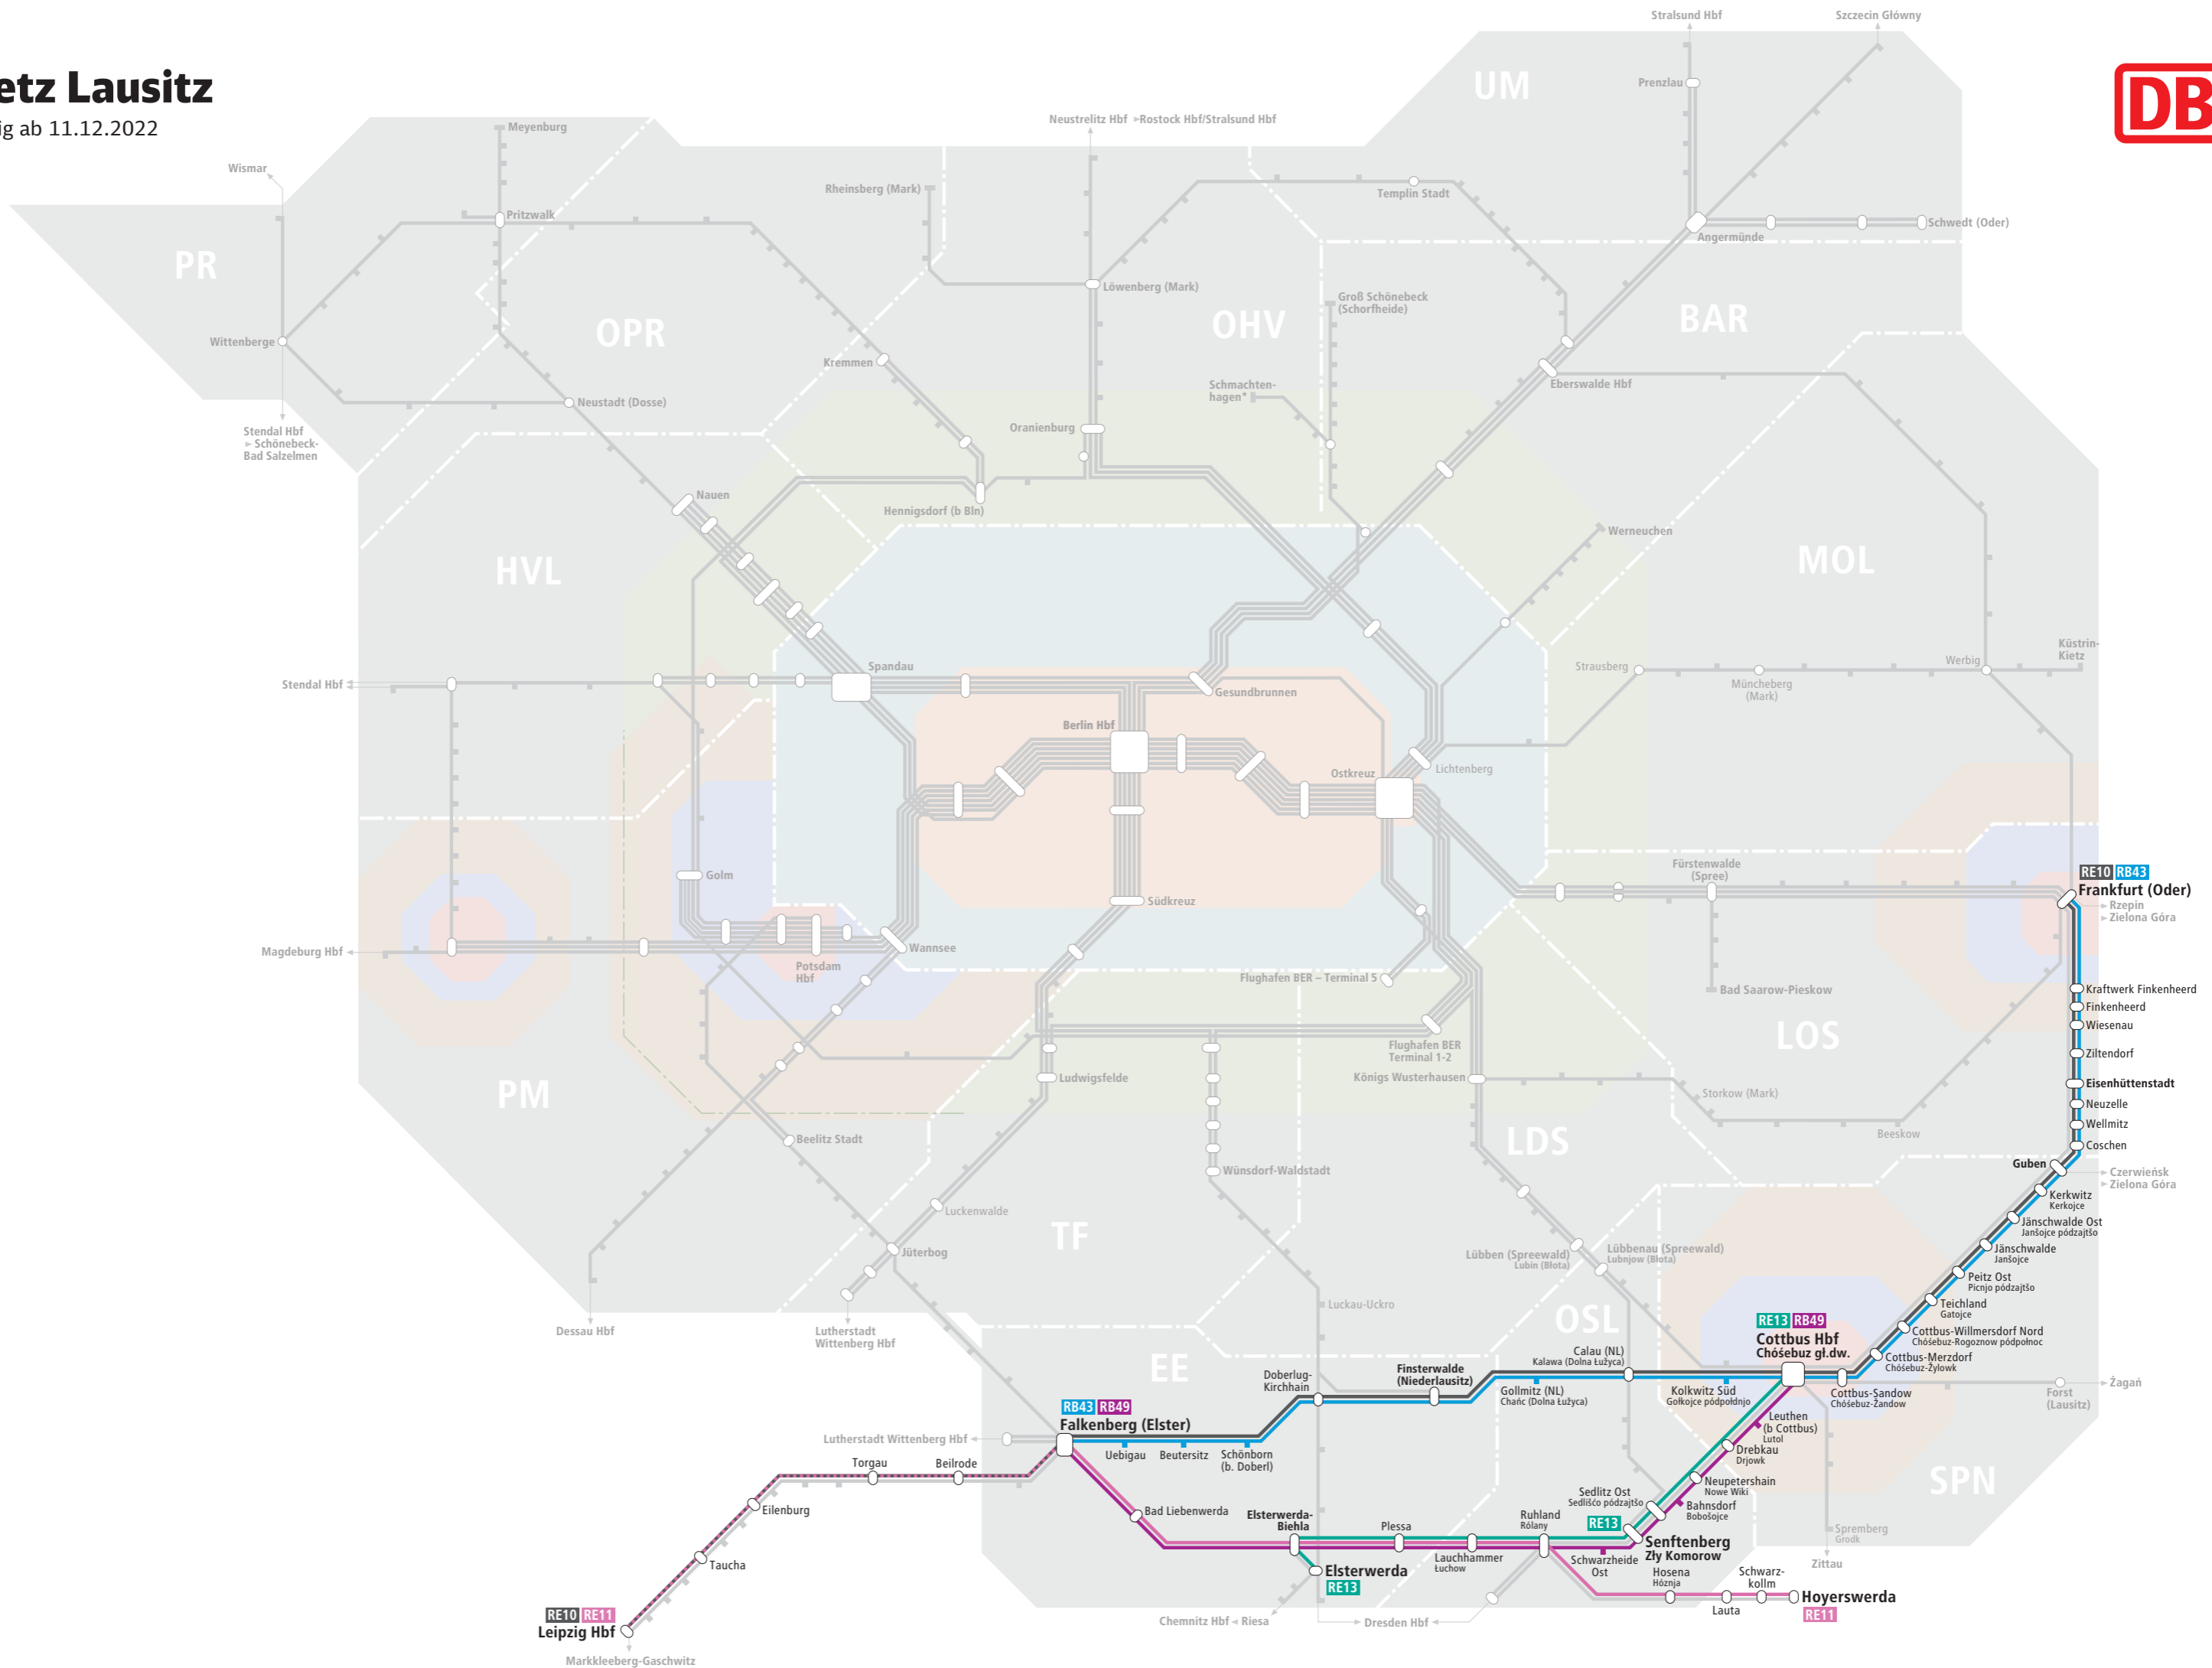 etz Lausitz
ig ab 11.12.2022
DB
Stralsund Hbf
Szczecin Główny
UM
Prenzlau
Neustrelitz Hbf ►Rostock Hbf/Stralsund Hbf
Meyenburg
Wismar
Rheinsberg (Mark)
Templin Stadt
Pritzwalk
Schwedt (Oder)
Angermünde
PR
Löwenberg (Mark)
Groß Schönebeck
(Schorfheide)
OPR
OHV
BAR
Wittenberge
Kremmen
Schmachten-
hagen*
Eberswalde Hbf
Neustadt (Dosse)
Stendal Hbf
► Schönebeck-
Bad Salzelmen
Oranienburg
Nauen
Hennigsdorf (b Bln)
Werneuchen
HVL
MOL
Küstrin-
Kietz
Spandau
Strausberg
Werbig
Stendal Hbf
Müncheberg
(Mark)
Gesundbrunnen
Berlin Hbf
Ostkreuz
Lichtenberg
Golm
Fürstenwalde
(Spree)
RE10 RB43
Frankfurt (Oder)
Rzepin
Zielona Góra
Südkreuz
Magdeburg Hbf
Wannsee
Potsdam
Hbf
Flughafen BER – Terminal 5
Bad Saarow-Pieskow
Kraftwerk Finkenheerd
Finkenheerd
Wiesenau
LOS
Flughafen BER
Terminal 1-2
Ziltendorf
Ludwigsfelde
Königs Wusterhausen
Eisenhüttenstadt
PM
Storkow (Mark)
Neuzelle
Wellmitz
Beeskow
Beelitz Stadt
LDS
Coschen
Wünsdorf-Waldstadt
Guben
Czerwieńsk
Zielona Góra
Kerkwitz
Kerkojce
Luckenwalde
Jänschwalde Ost
Janšojce pódzajtšo
TF
Jüterbog
Lübben (Spreewald)
Lubin (Błota)
Lübbenau (Spreewald)
Lubnjow (Błota)
Jänschwalde
Janšojce
Peitz Ost
Picnjo pódzajtšo
Luckau-Uckro
OSL
Teichland
Gatojce
Dessau Hbf
Lutherstadt
Wittenberg Hbf
RE13 RB49
Cottbus Hbf
Chóśebuz gł.dw.
Cottbus-Willmersdorf Nord
Chóśebuz-Rogoznow pódpołnoc
Cottbus-Merzdorf
Chóśebuz-Žylowk
EE
Doberlug-
Kirchhain
Finsterwalde
(Niederlausitz)
Calau (NL)
Kalawa (Dolna Łužyca)
Gollmitz (NL)
Chańc (Dolna Łužyca)
Kolkwitz Süd
Gołkojce pódpołdnjo
Cottbus-Sandow
Chóśebuz-Žandow
Forst
(Lausitz)
Żagań
RB43 RB49
Falkenberg (Elster)
Lutherstadt Wittenberg Hbf
Uebigau
Beutersitz
Schönborn
(b. Doberl)
Leuthen
(b Cottbus)
Lutol
Drebkau
Drjowk
Torgau
Beilrode
Neupetershain
Nowe Wiki
SPN
Eilenburg
Bad Liebenwerda
Sedlitz Ost
Sedlišćo pódzajtšo
Bahnsdorf
Bobošojce
Elsterwerda-
Biehla
Plessa
Ruhland
Rólany
RE13
Senftenberg
Zły Komorow
Spremberg
Grodk
Lauchhammer
Łuchow
Schwarzheide
Ost
Zittau
Taucha
Elsterwerda
RE13
Hosena
Hóznja
Schwarz-
kollm
Lauta
Hoyerswerda
RE11
RE10 RE11
Leipzig Hbf
Chemnitz Hbf ◄ Riesa
Dresden Hbf
Markkleeberg-Gaschwitz